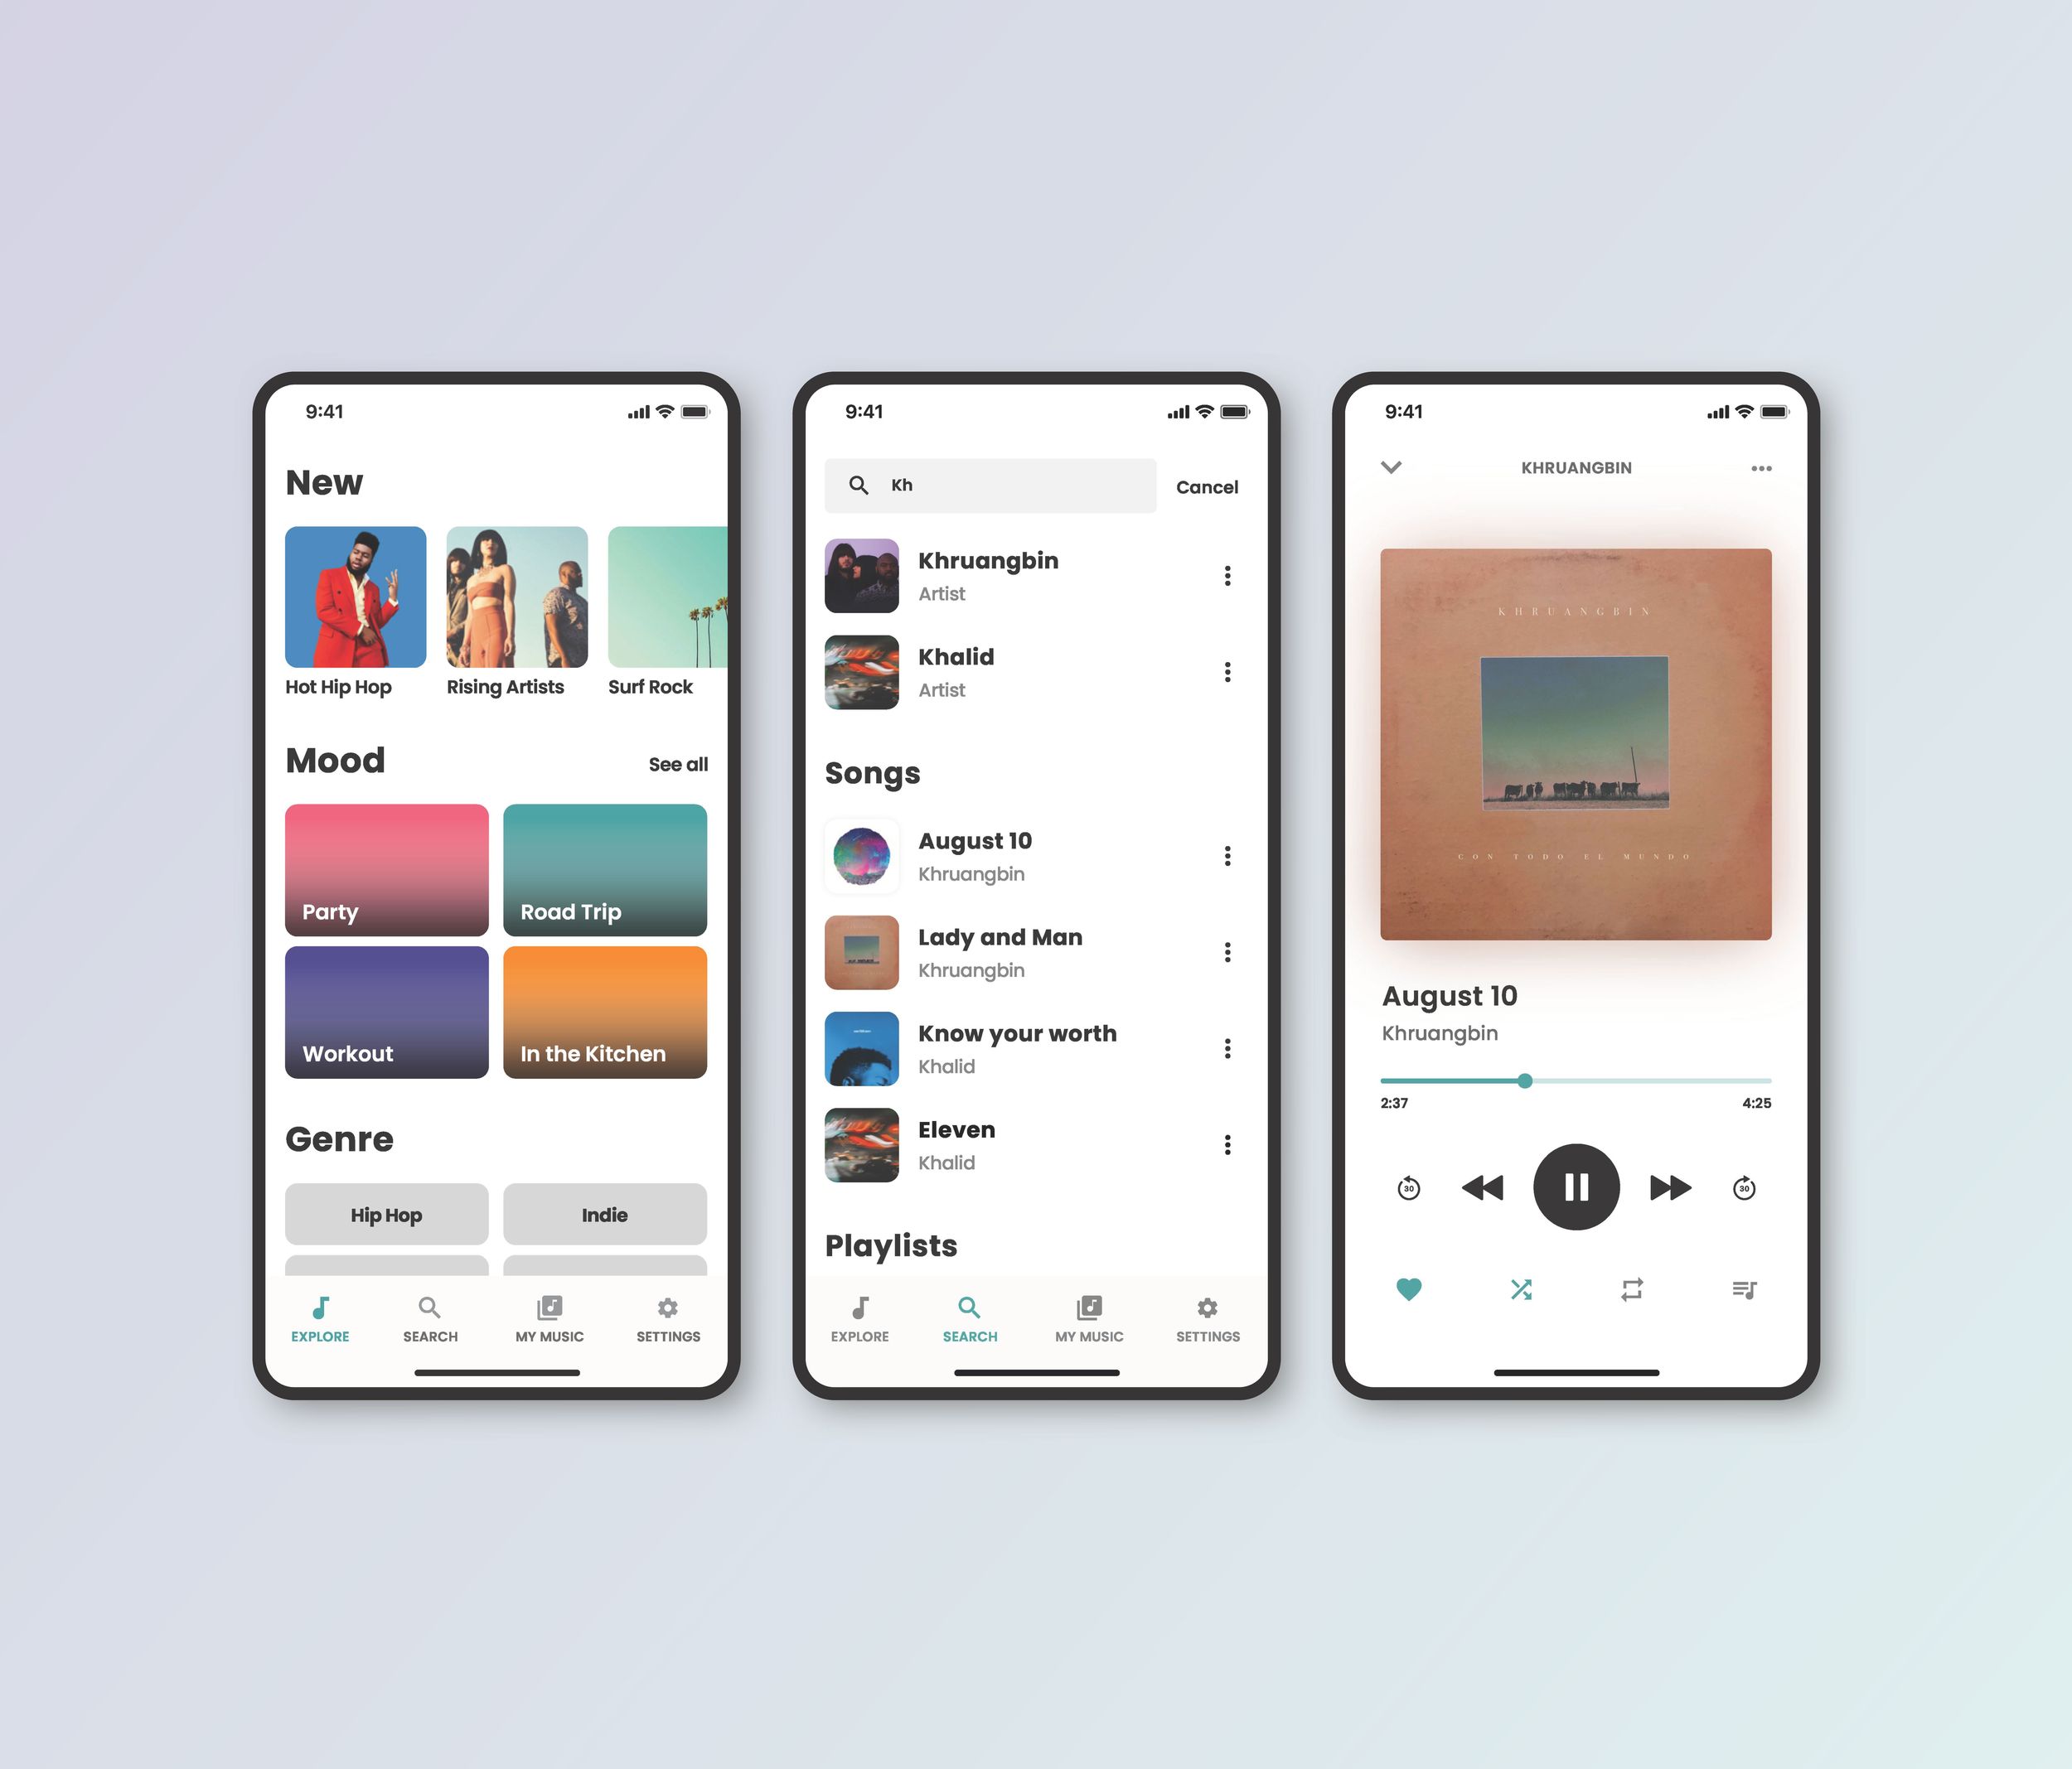 9:41
New
Hot Hip Hop
Rising Artists
Surf Rock
Mood
See all
Party
Road Trip
Workout
In the Kitchen
Genre
Hip Hop
Indie
EXPLORE
SEARCH
MY MUSIC
SETTINGS
9:41
Kh
Cancel
Khruangbin
Artist
Khalid
Artist
Songs
August 10
Khruangbin
Lady and Man
Khruangbin
Know your worth
Khalid
Eleven
Khalid
Playlists
EXPLORE
SEARCH
MY MUSIC
SETTINGS
9:41
KHRUANGBIN
KHRUANGBIN
CON TODO EL MUNDO
August 10
Khruangbin
2:37
4:25
30
30